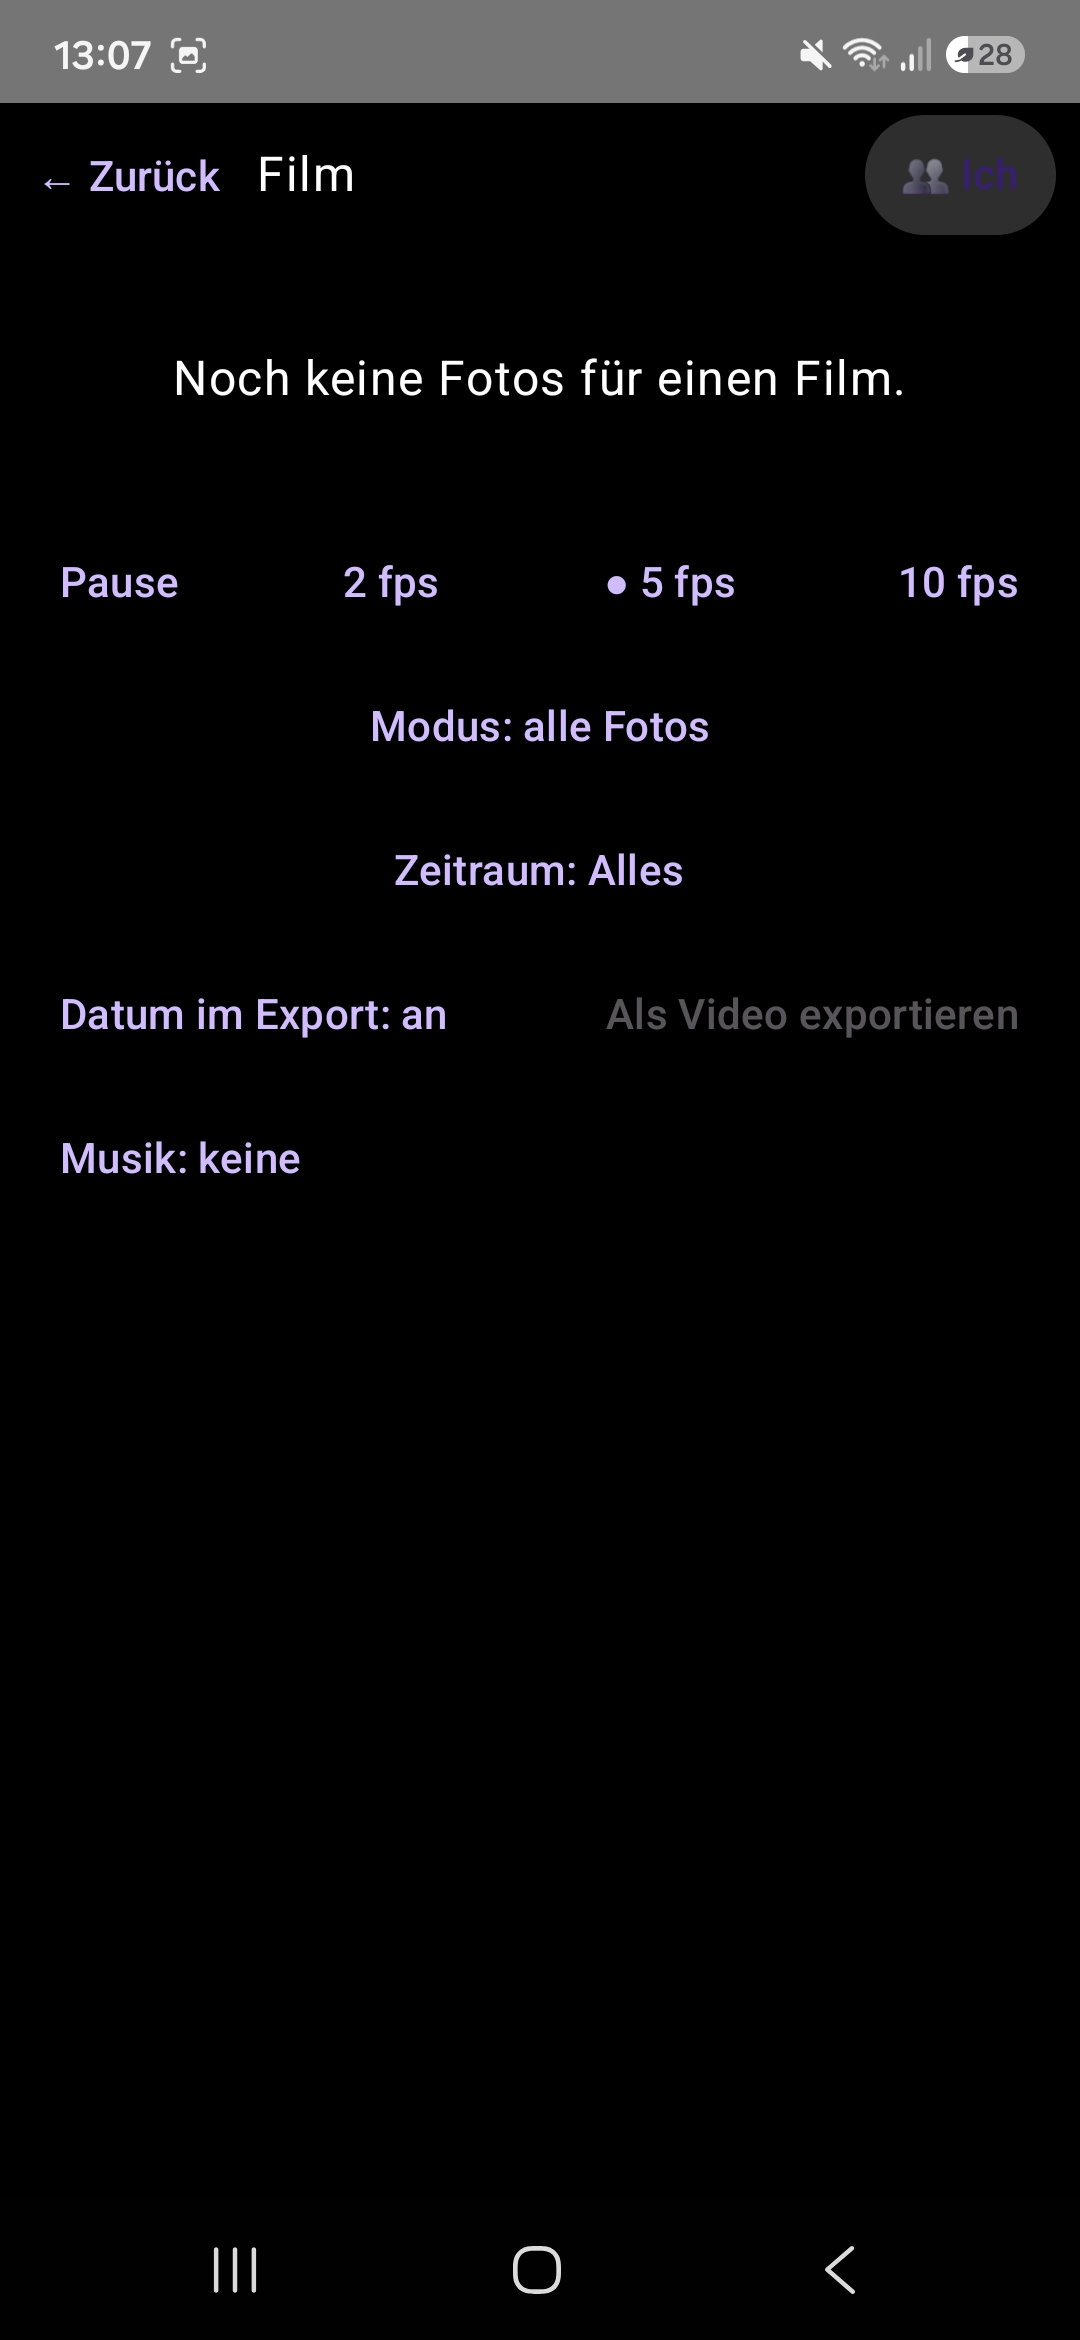 13:07 28
← Zurück Film Ich
Noch keine Fotos für einen Film.
Pause 2 fps ● 5 fps 10 fps
Modus: alle Fotos
Zeitraum: Alles
Datum im Export: an Als Video exportieren
Musik: keine